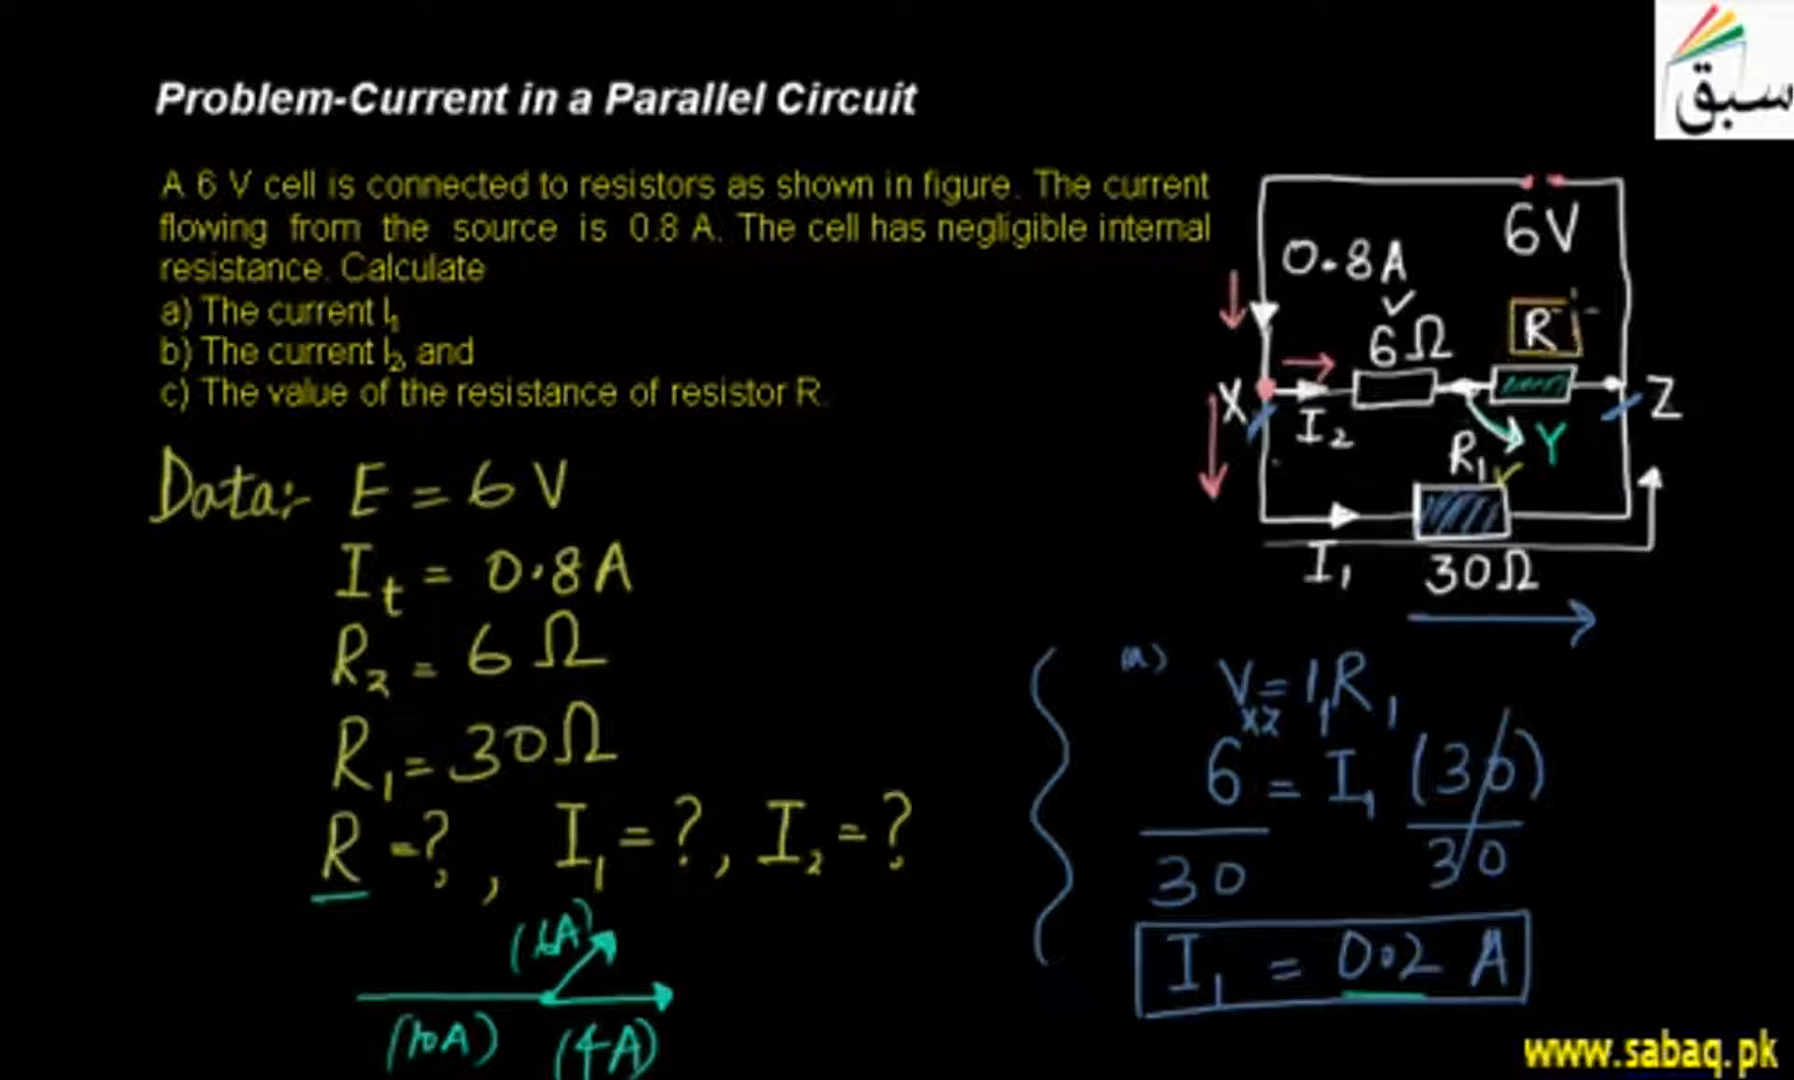 سبق
Problem-Current in a Parallel Circuit
A 6 V cell is connected to resistors as shown in figure. The current
flowing from the source is 0.8 A. The cell has negligible internal
resistance. Calculate
a) The current I₁
b) The current I₂, and
c) The value of the resistance of resistor R.
6V
0.8A
6Ω
R
X
I₂
Z
Y
R₁
I₁
30Ω
Data:- E = 6 V
Iₜ = 0.8A
R₂ = 6 Ω
R₁ = 30Ω
R = ?, I₁ = ?, I₂ = ?
(10A)
(4A)
(a) V = I₁R₁
xz
6 = I₁ (30)
30 30
I₁ = 0.2 A
www.sabaq.pk